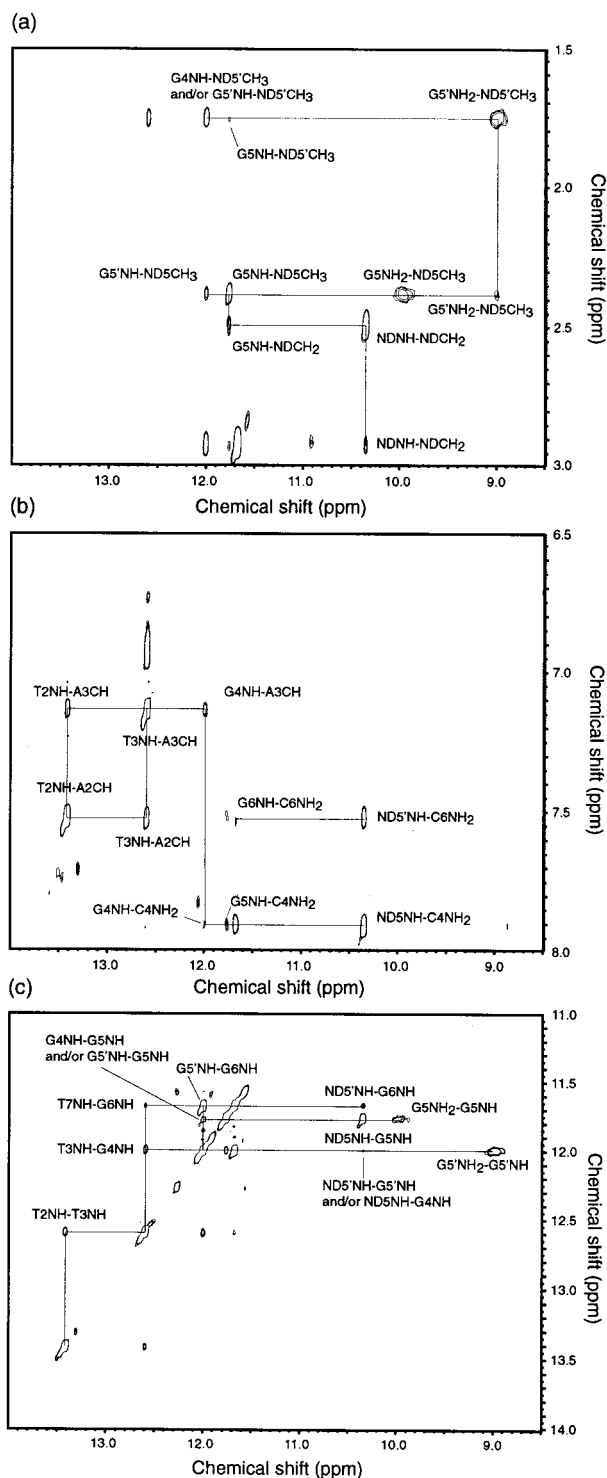 (a)
1.5
G4NH-ND5'CH3
and/or G5'NH-ND5'CH3
G5'NH2-ND5'CH3
G5NH-ND5'CH3
2.0
G5'NH-ND5CH3
G5NH-ND5CH3
G5NH2-ND5CH3
G5'NH2-ND5CH3
2.5
G5NH-NDCH2
NDNH-NDCH2
NDNH-NDCH2
3.0
13.0 12.0 11.0 10.0 9.0
Chemical shift (ppm)
Chemical shift (ppm)
(b)
6.5
7.0
T2NH-A3CH
G4NH-A3CH
T3NH-A3CH
T2NH-A2CH
G6NH-C6NH2
ND5'NH-C6NH2
7.5
T3NH-A2CH
G4NH-C4NH2
G5NH-C4NH2
ND5NH-C4NH2
8.0
13.0 12.0 11.0 10.0 9.0
Chemical shift (ppm)
Chemical shift (ppm)
(c)
11.0
G4NH-G5NH
and/or G5'NH-G5NH
G5'NH-G6NH
11.5
T7NH-G6NH
ND5'NH-G6NH
G5NH2-G5NH
T3NH-G4NH
ND5NH-G5NH
12.0
G5'NH2-G5'NH
ND5'NH-G5'NH
and/or ND5NH-G4NH
T2NH-T3NH
12.5
13.0
13.5
14.0
13.0 12.0 11.0 10.0 9.0
Chemical shift (ppm)
Chemical shift (ppm)